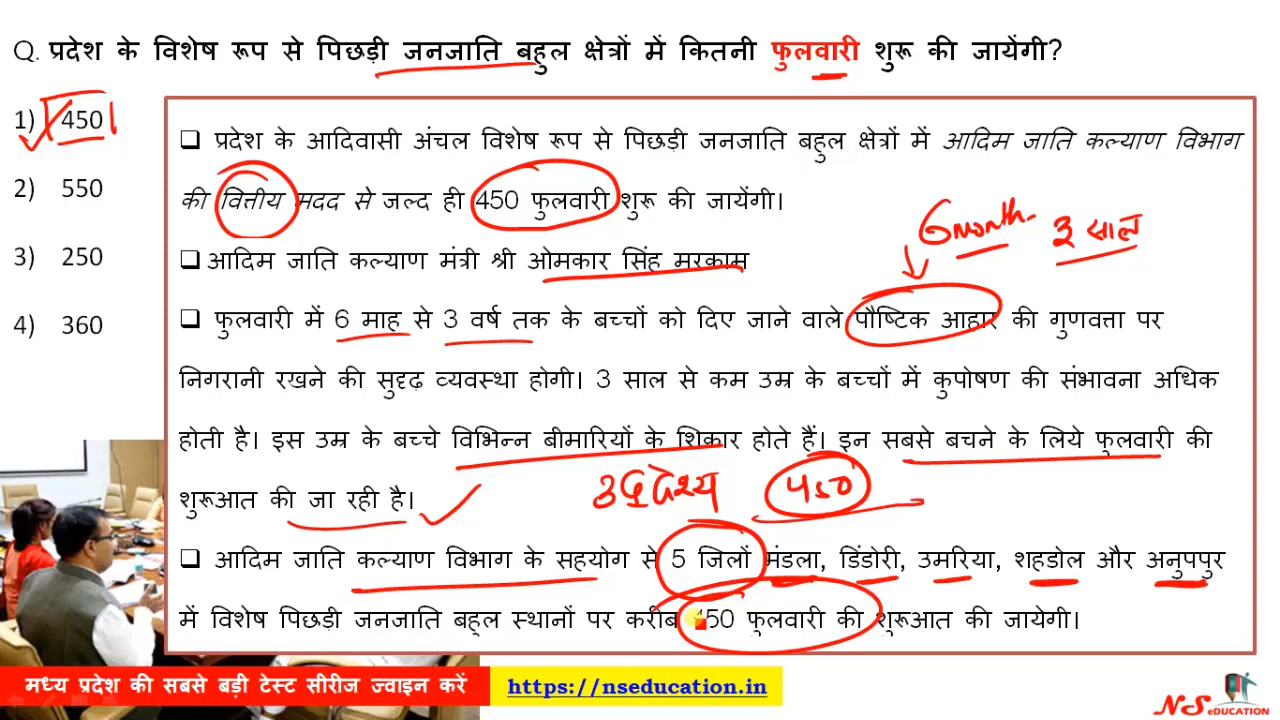 Q. प्रदेश के विशेष रूप से पिछड़ी जनजाति बहुल क्षेत्रों में कितनी फुलवारी शुरू की जायेंगी?
1) 450
2) 550
3) 250
4) 360
❑ प्रदेश के आदिवासी अंचल विशेष रूप से पिछड़ी जनजाति बहुल क्षेत्रों में आदिम जाति कल्याण विभाग
की वित्तीय मदद से जल्द ही 450 फुलवारी शुरू की जायेंगी।
6 month 3 साल
❑ आदिम जाति कल्याण मंत्री श्री ओमकार सिंह मरकाम
❑ फुलवारी में 6 माह से 3 वर्ष तक के बच्चों को दिए जाने वाले पौष्टिक आहार की गुणवत्ता पर
निगरानी रखने की सुदृढ़ व्यवस्था होगी। 3 साल से कम उम्र के बच्चों में कुपोषण की संभावना अधिक
होती है। इस उम्र के बच्चे विभिन्न बीमारियों के शिकार होते हैं। इन सबसे बचने के लिये फुलवारी की
शुरूआत की जा रही है।
उद्देश्य 450
❑ आदिम जाति कल्याण विभाग के सहयोग से 5 जिलों मंडला, डिंडोरी, उमरिया, शहडोल और अनुपपुर
में विशेष पिछड़ी जनजाति बहुल स्थानों पर करीब 450 फुलवारी की शुरूआत की जायेगी।
मध्य प्रदेश की सबसे बड़ी टेस्ट सीरीज ज्वाइन करें
https://nseducation.in
NS eDUCATION